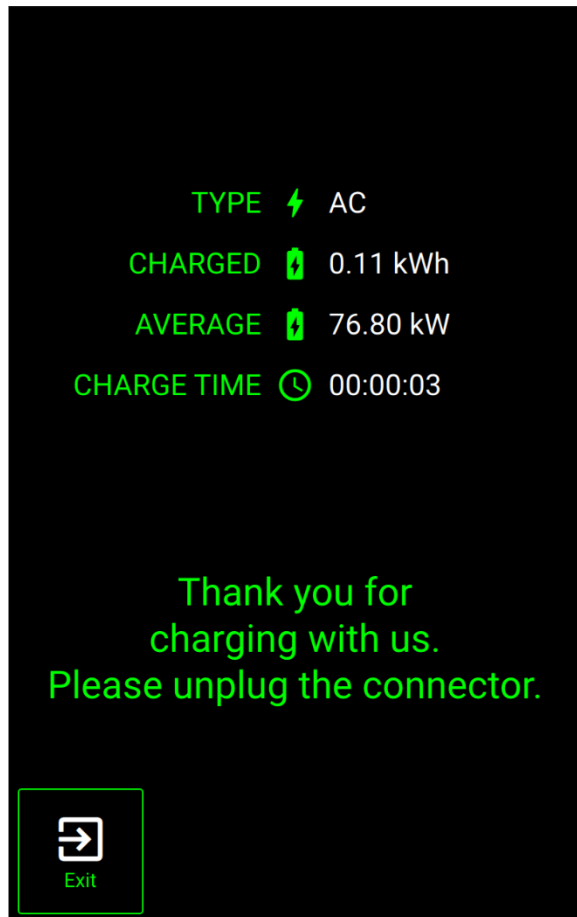 TYPE AC
CHARGED 0.11 kWh
AVERAGE 76.80 kW
CHARGE TIME 00:00:03
Thank you for
charging with us.
Please unplug the connector.
Exit